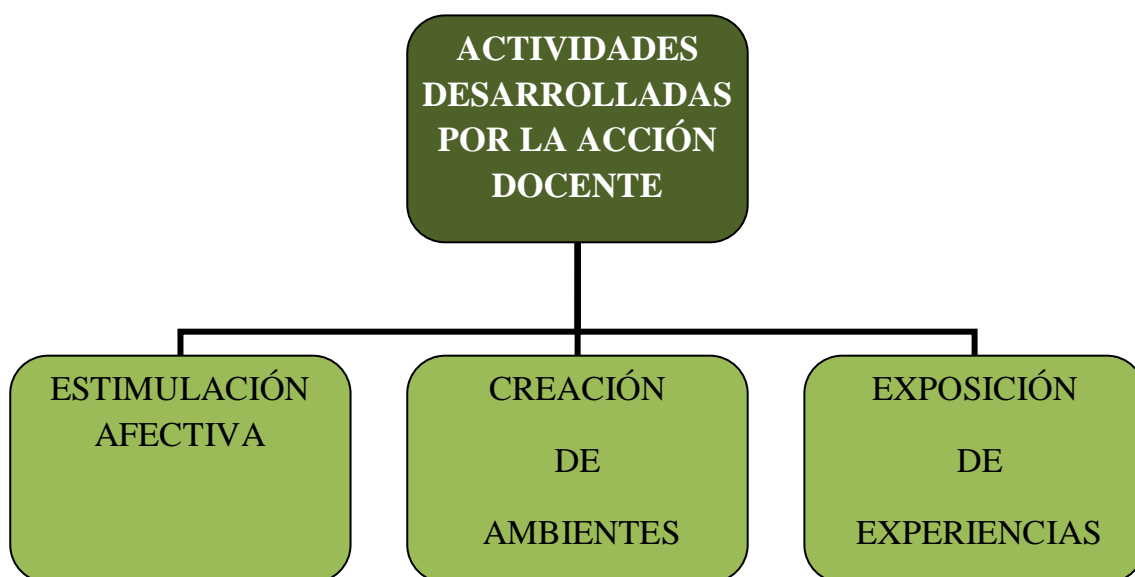 ACTIVIDADES
DESARROLLADAS
POR LA ACCIÓN
DOCENTE
ESTIMULACIÓN
AFECTIVA
CREACIÓN
DE
AMBIENTES
EXPOSICIÓN
DE
EXPERIENCIAS